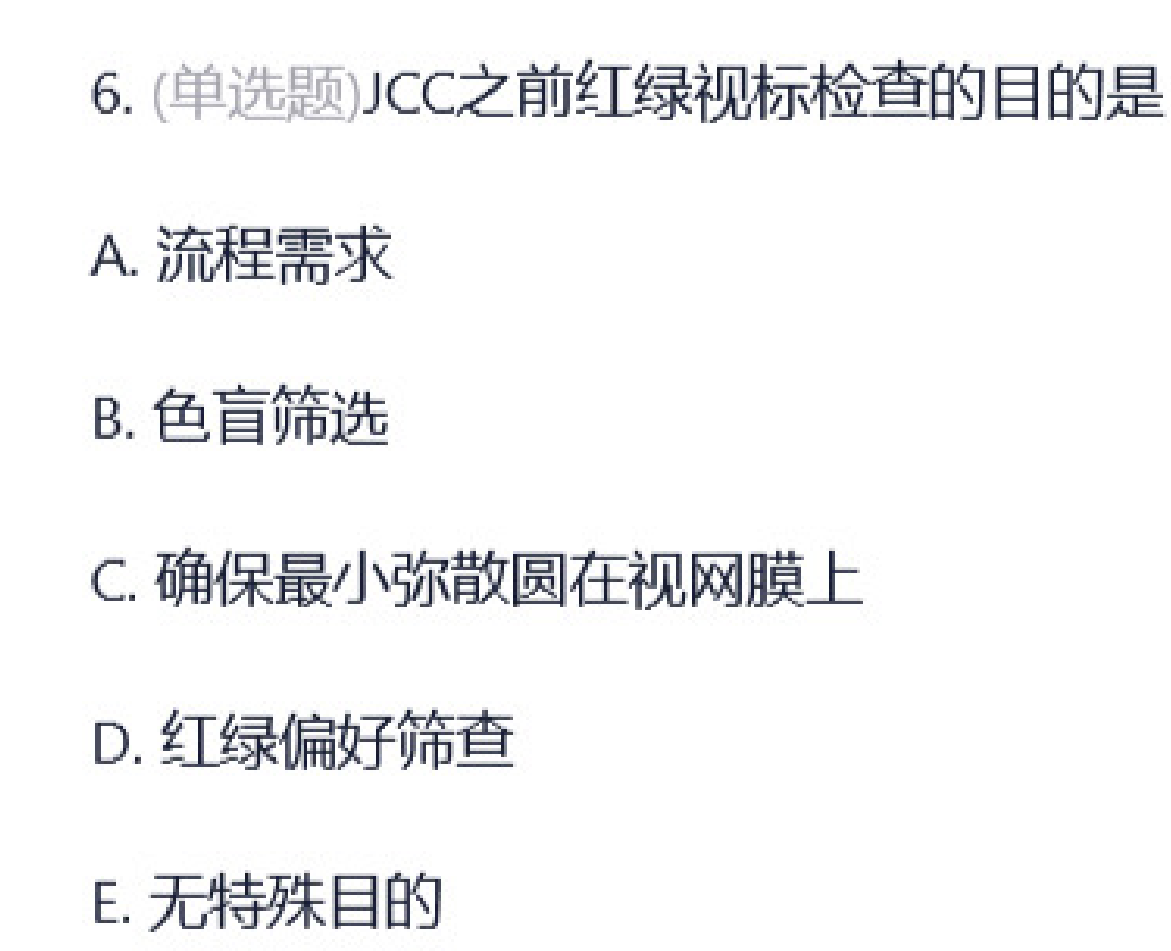 6. (单选题)JCC之前红绿视标检查的目的是
A. 流程需求
B. 色盲筛选
C. 确保最小弥散圆在视网膜上
D. 红绿偏好筛查
E. 无特殊目的